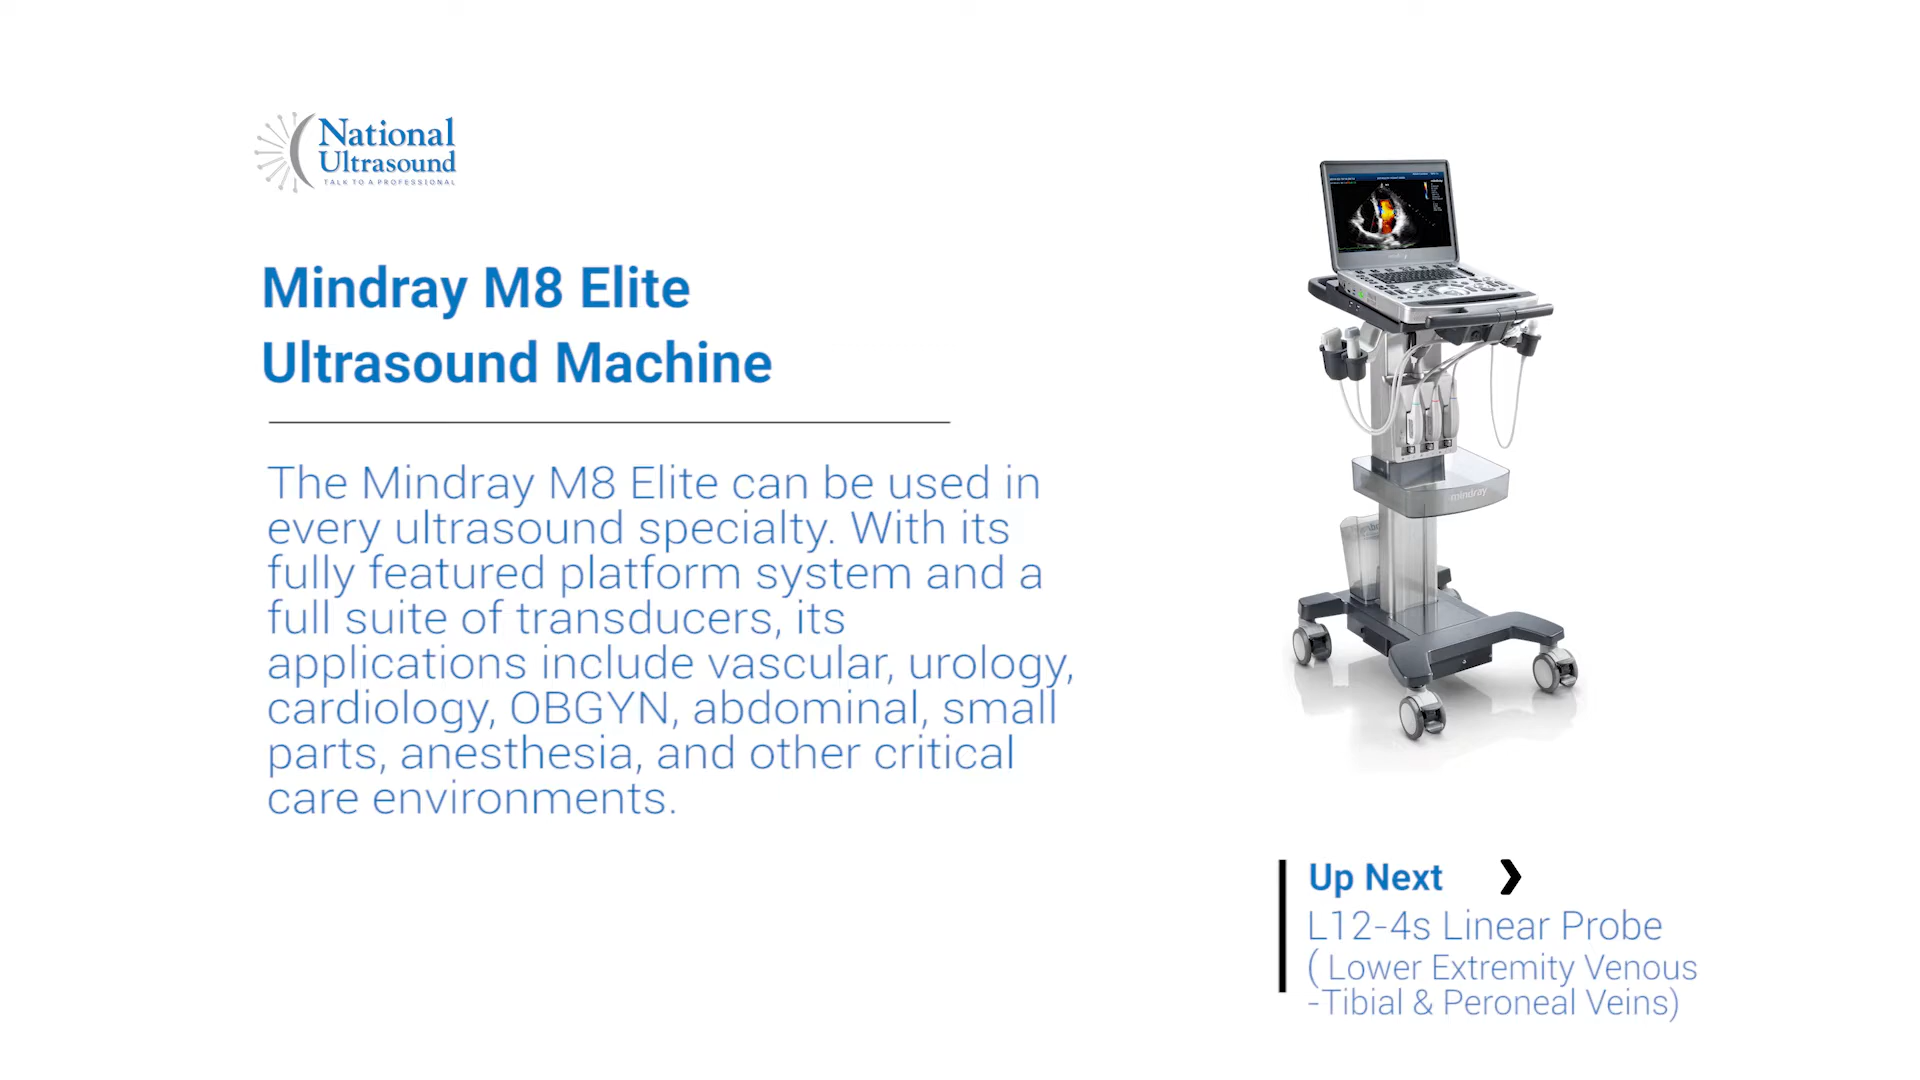 National
Ultrasound
TALK TO A PROFESSIONAL
Mindray M8 Elite
Ultrasound Machine
The Mindray M8 Elite can be used in
every ultrasound specialty. With its
fully featured platform system and a
full suite of transducers, its
applications include vascular, urology,
cardiology, OBGYN, abdominal, small
parts, anesthesia, and other critical
care environments.
mindray
Up Next
L12-4s Linear Probe
( Lower Extremity Venous
-Tibial & Peroneal Veins)